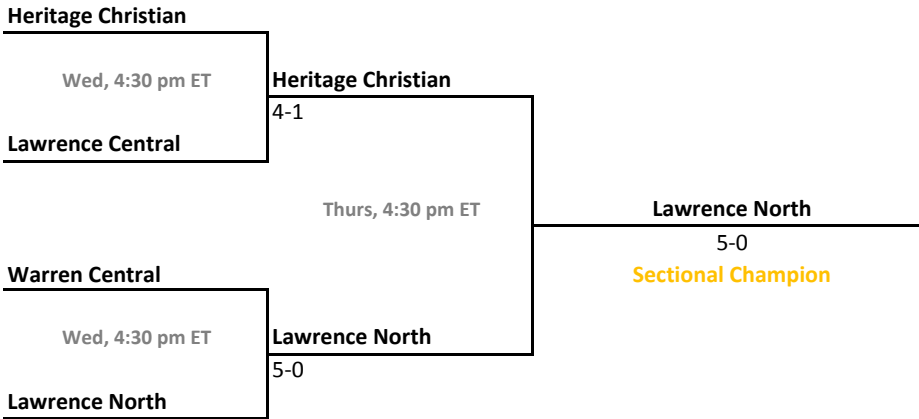 Heritage Christian
Wed, 4:30 pm ET
Heritage Christian
4-1
Lawrence Central
Thurs, 4:30 pm ET
Lawrence North
5-0
Sectional Champion
Warren Central
Wed, 4:30 pm ET
Lawrence North
5-0
Lawrence North